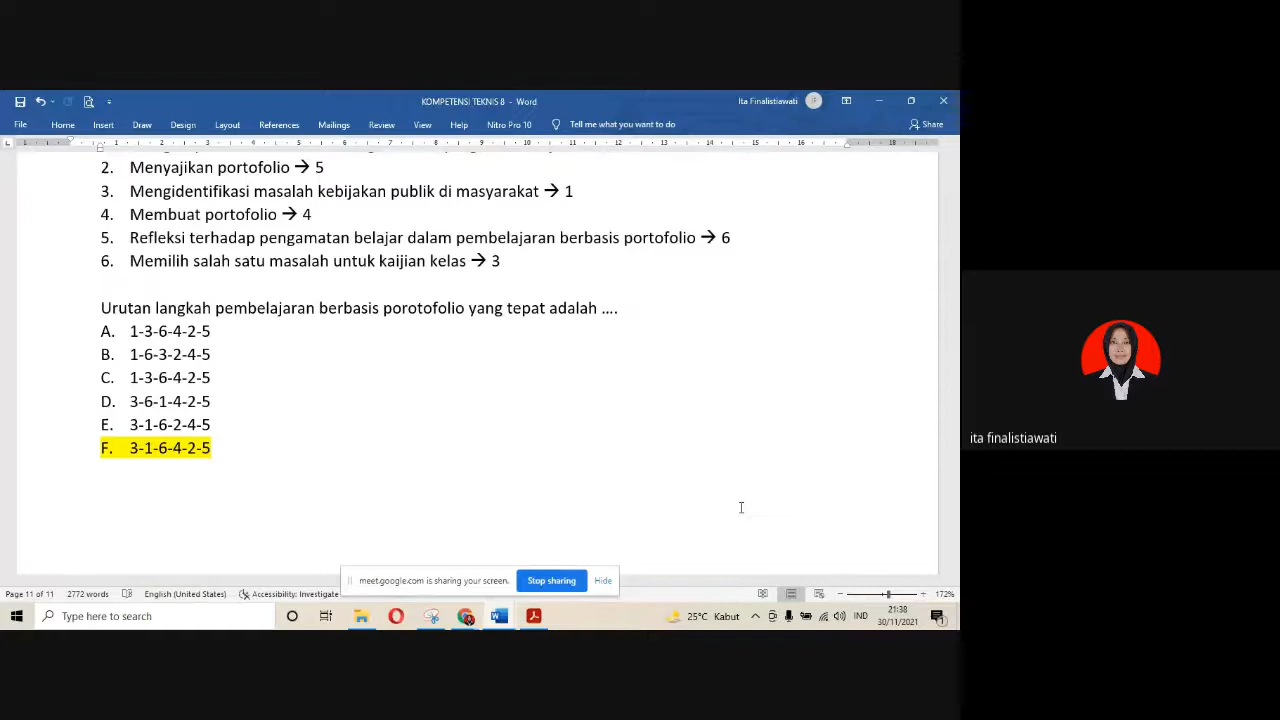 KOMPETENSI TEKNIS 8 - Word
Ita Finalistiawati
IF
File Home Insert Draw Design Layout References Mailings Review View Help Nitro Pro 10 Tell me what you want to do Share
2. Menyajikan portofolio → 5
3. Mengidentifikasi masalah kebijakan publik di masyarakat → 1
4. Membuat portofolio → 4
5. Refleksi terhadap pengamatan belajar dalam pembelajaran berbasis portofolio → 6
6. Memilih salah satu masalah untuk kaijian kelas → 3
Urutan langkah pembelajaran berbasis porotofolio yang tepat adalah ….
A. 1-3-6-4-2-5
B. 1-6-3-2-4-5
C. 1-3-6-4-2-5
D. 3-6-1-4-2-5
E. 3-1-6-2-4-5
F. 3-1-6-4-2-5
ita finalistiawati
meet.google.com is sharing your screen. Stop sharing Hide
Page 11 of 11 2772 words English (United States) Accessibility: Investigate 172%
Type here to search 25°C Kabut IND 21:38
30/11/2021